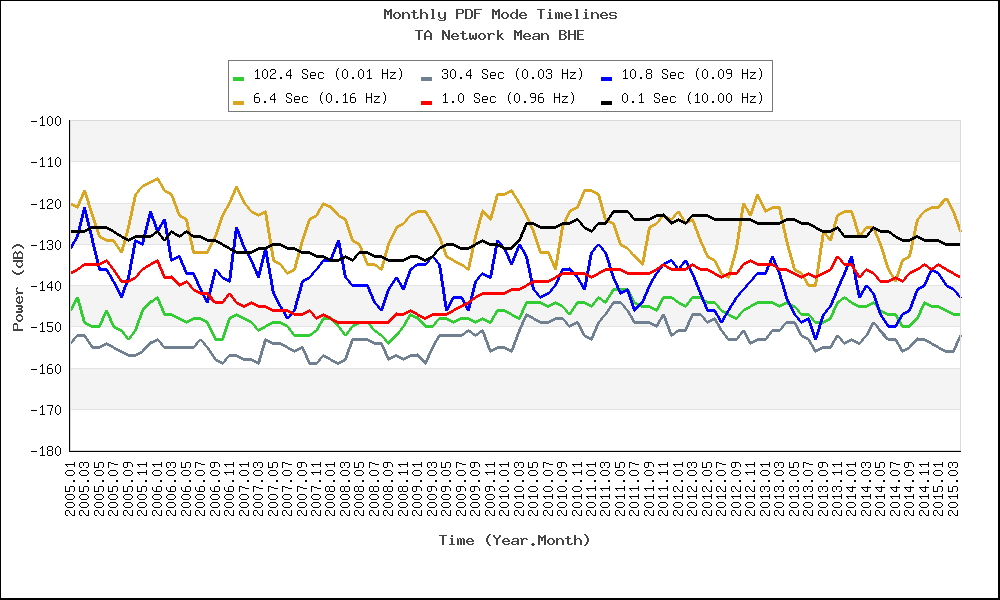 Monthly PDF Mode Timelines
TA Network Mean BHE
102.4 Sec (0.01 Hz) 30.4 Sec (0.03 Hz) 10.8 Sec (0.09 Hz)
6.4 Sec (0.16 Hz) 1.0 Sec (0.96 Hz) 0.1 Sec (10.00 Hz)
Power (dB)
-100
-110
-120
-130
-140
-150
-160
-170
-180
2005.01 2005.03 2005.05 2005.07 2005.09 2005.11 2006.01 2006.03 2006.05 2006.07 2006.09 2006.11 2007.01 2007.03 2007.05 2007.07 2007.09 2007.11 2008.01 2008.03 2008.05 2008.07 2008.09 2008.11 2009.01 2009.03 2009.05 2009.07 2009.09 2009.11 2010.01 2010.03 2010.05 2010.07 2010.09 2010.11 2011.01 2011.03 2011.05 2011.07 2011.09 2011.11 2012.01 2012.03 2012.05 2012.07 2012.09 2012.11 2013.01 2013.03 2013.05 2013.07 2013.09 2013.11 2014.01 2014.03 2014.05 2014.07 2014.09 2014.11 2015.01 2015.03
Time (Year.Month)